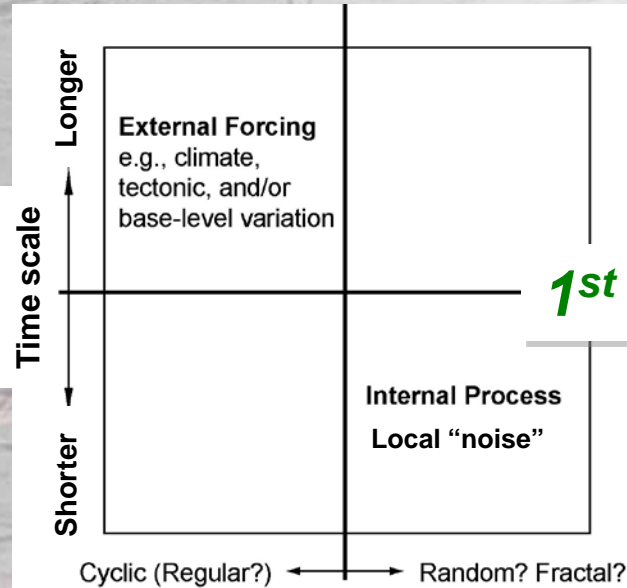 Longer
External Forcing
e.g., climate,
tectonic, and/or
base-level variation
Time scale
1st
Internal Process
Local “noise”
Shorter
Cyclic (Regular?)
Random? Fractal?